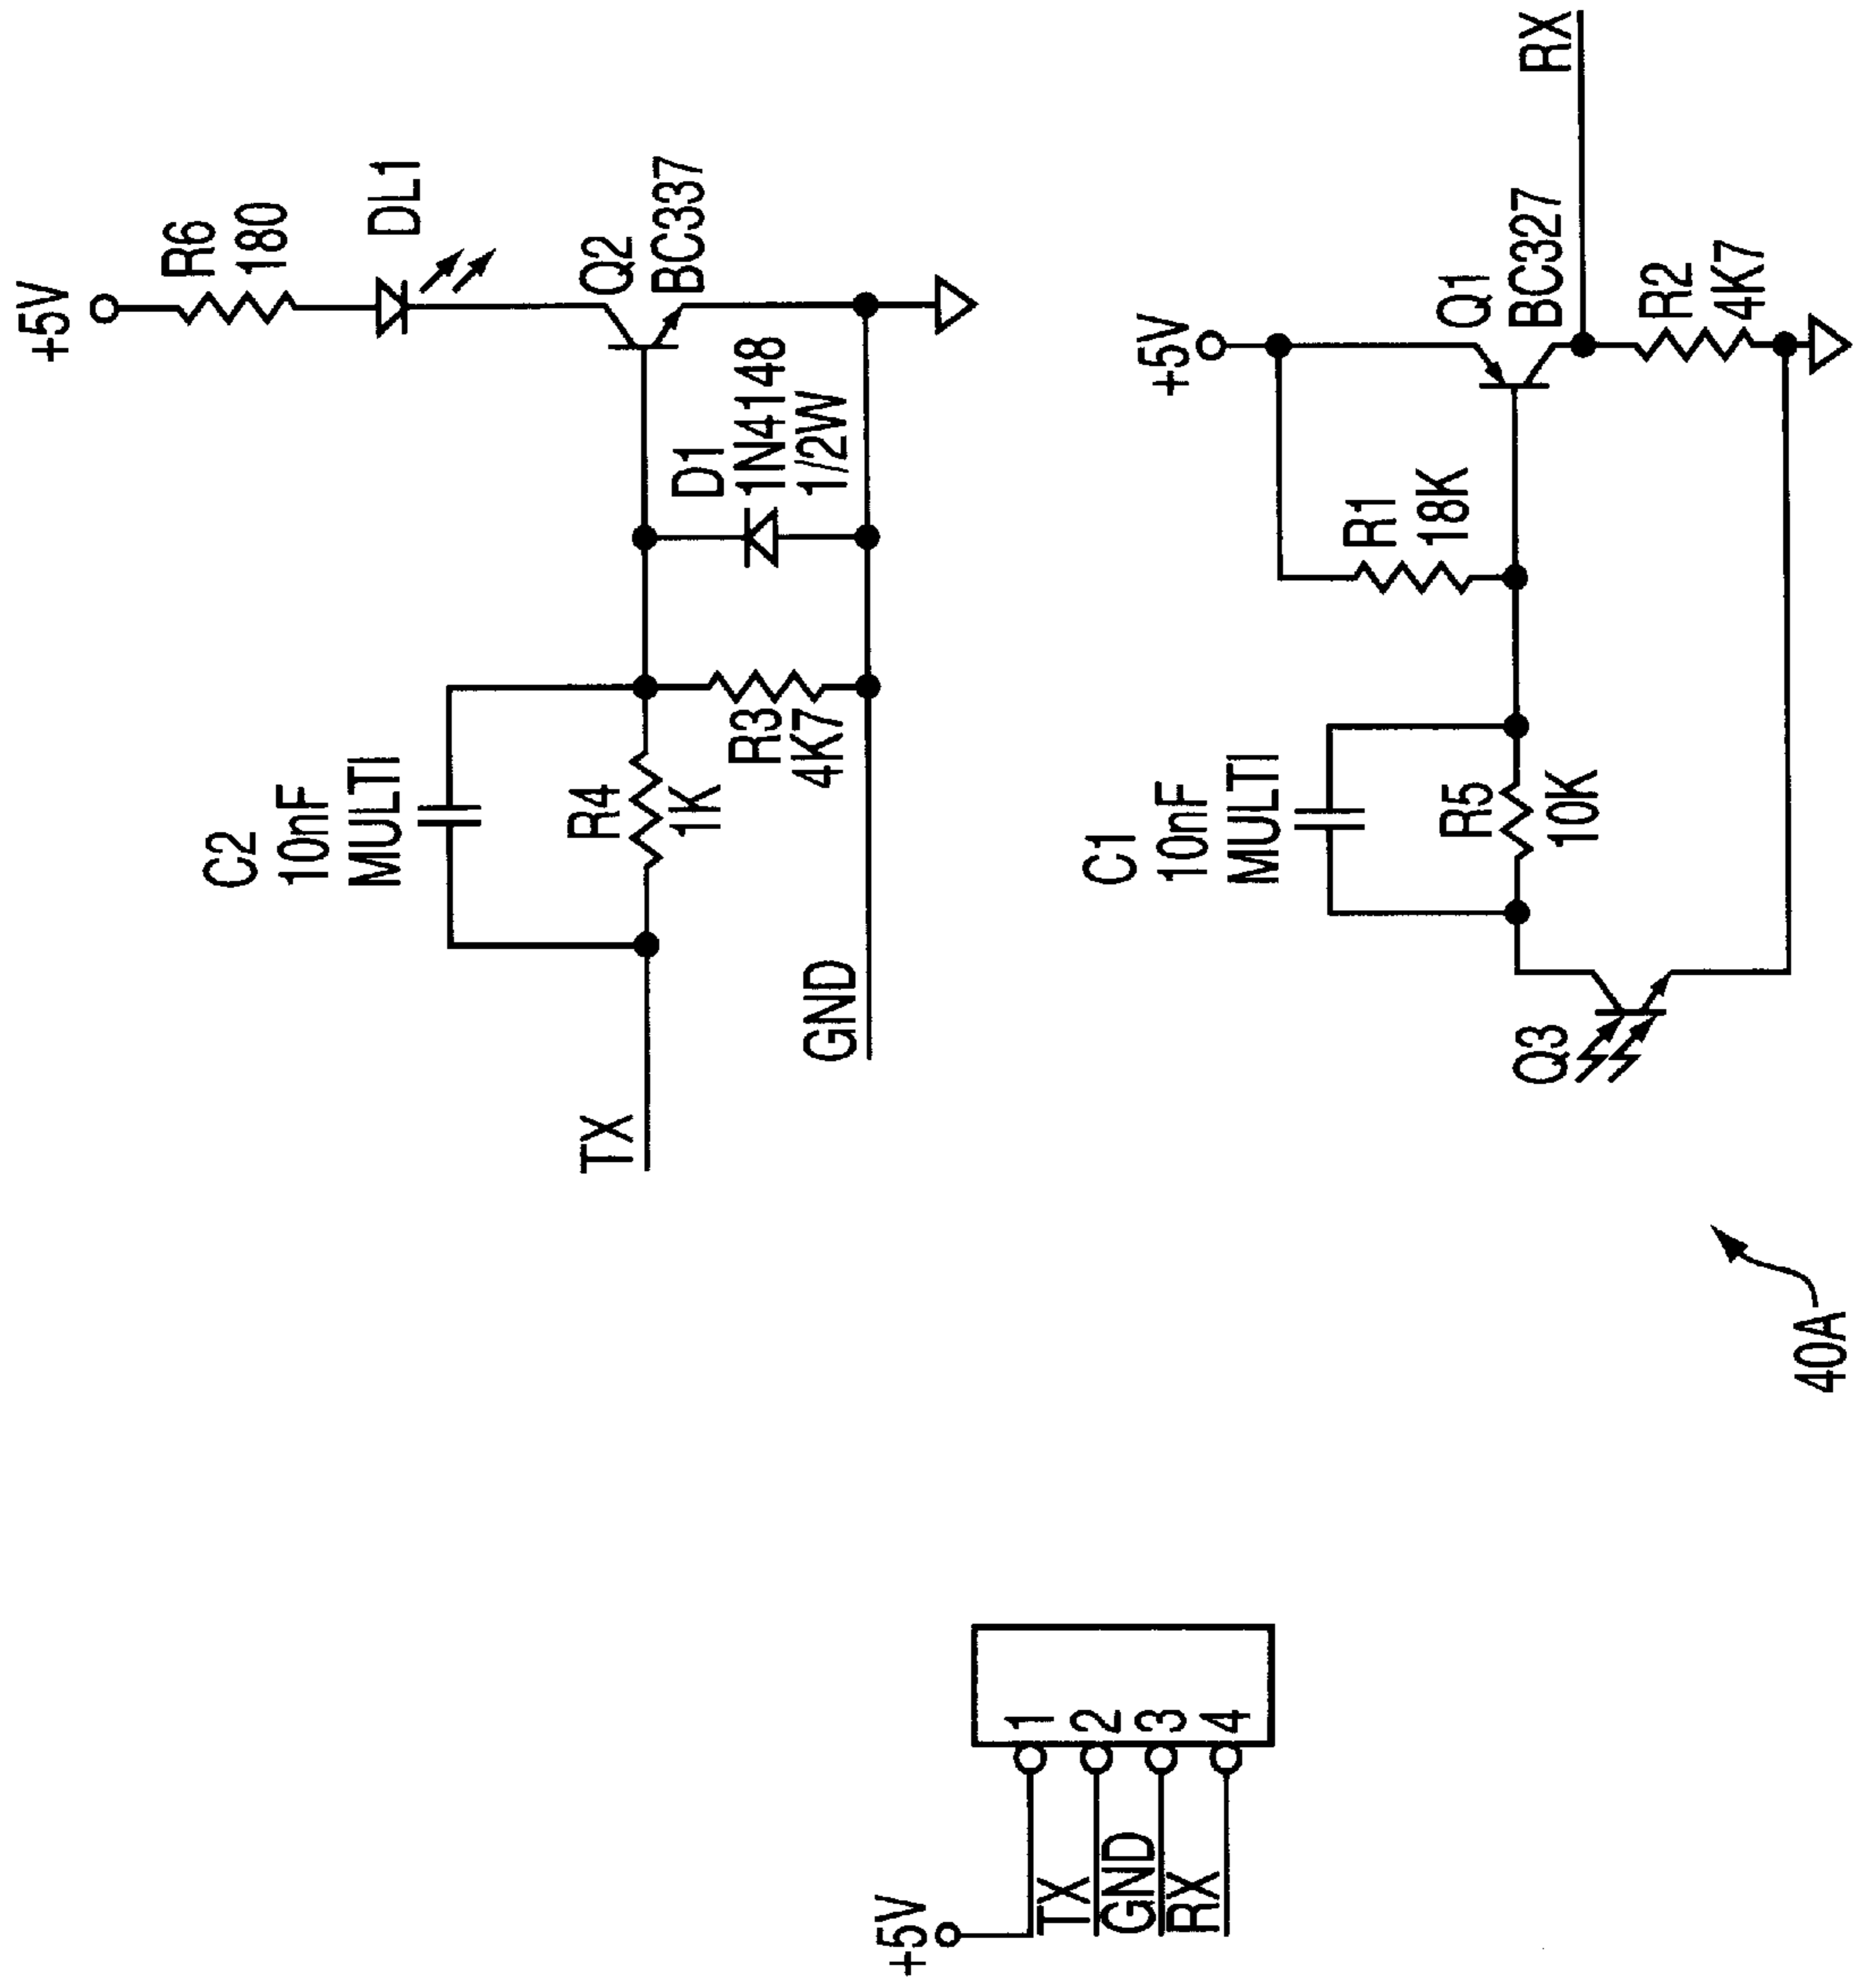 +5V
R6
180
DL1
Q2
BC337
C2
10nF
MULTI
R4
1K
D1
1N4148
1/2W
R3
4K7
TX
GND
+5V
Q1
BC327
RX
R1
18K
R2
4K7
C1
10nF
MULTI
R5
10K
Q3
+5V
TX
GND
RX
1
2
3
4
40A